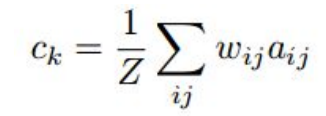 c_k = \frac{1}{Z} \sum_{ij} w_{ij} a_{ij}